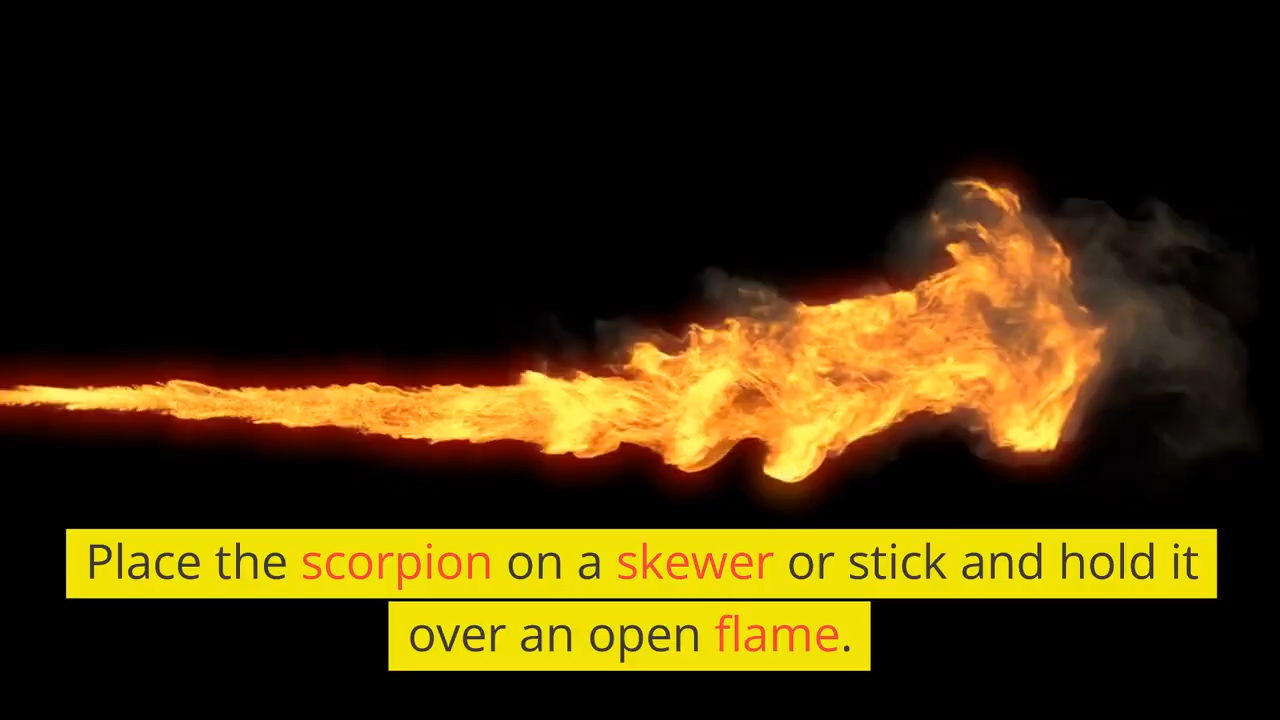 Place the scorpion on a skewer or stick and hold it
over an open flame.